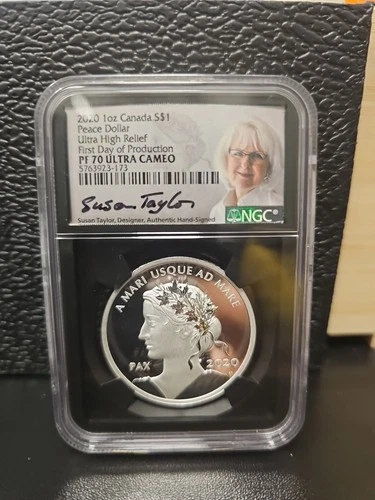 2020 1oz Canada S$1
Peace Dollar
Ultra High Relief
First Day of Production
PF 70 ULTRA CAMEO
5763923-173
Susan Taylor
Susan Taylor, Designer, Authentic Hand-Signed
NGC
A MARI USQUE AD MARE
PAX 2020